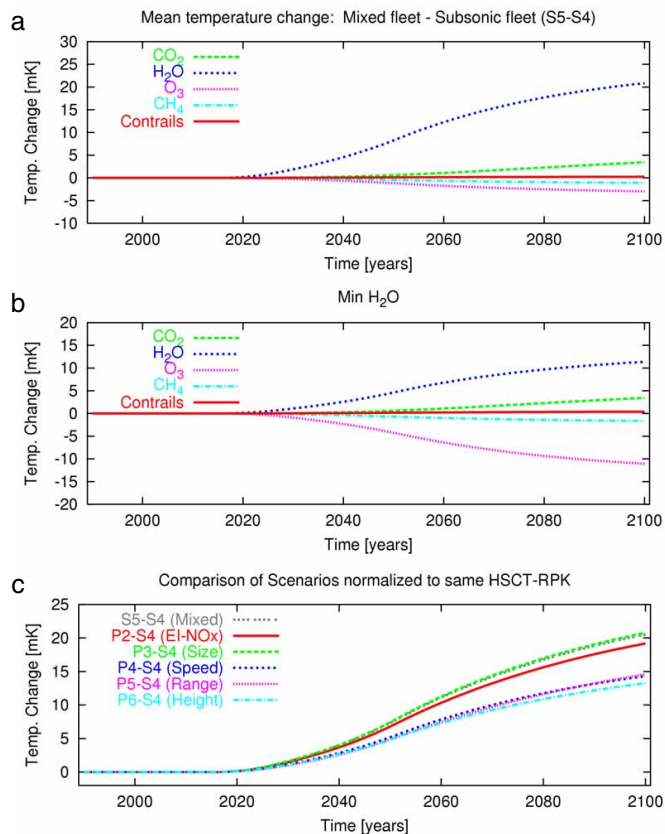 a
Mean temperature change: Mixed fleet - Subsonic fleet (S5-S4)
Temp. Change [mK]
30
25
20
15
10
5
0
-5
-10
CO2
H2O
O3
CH4
Contrails
2000 2020 2040 2060 2080 2100
Time [years]
b
Min H2O
Temp. Change [mK]
20
15
10
5
0
-5
-10
-15
-20
CO2
H2O
O3
CH4
Contrails
2000 2020 2040 2060 2080 2100
Time [years]
c
Comparison of Scenarios normalized to same HSCT-RPK
Temp. Change [mK]
25
20
15
10
5
0
S5-S4 (Mixed)
P2-S4 (EI-NOx)
P3-S4 (Size)
P4-S4 (Speed)
P5-S4 (Range)
P6-S4 (Height)
2000 2020 2040 2060 2080 2100
Time [years]